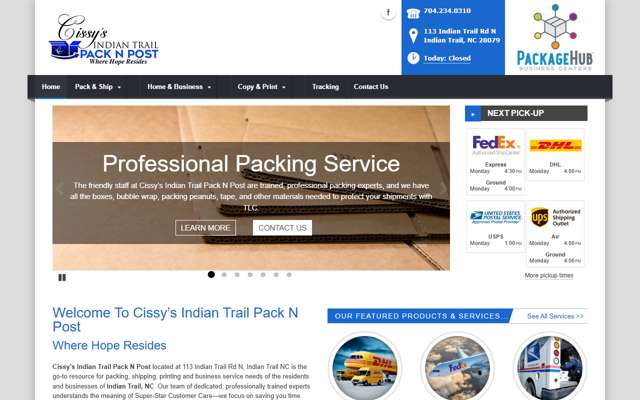 Cissy's
INDIAN TRAIL
PACK N POST
Where Hope Resides
704.234.0310
113 Indian Trail Rd N
Indian Trail, NC 28079
Today: Closed
PACKAGEHUB
BUSINESS CENTERS
Home
Pack & Ship
Home & Business
Copy & Print
Tracking
Contact Us
Professional Packing Service
The friendly staff at Cissy's Indian Trail Pack N Post are trained, professional packing experts, and we have
all the boxes, bubble wrap, packing peanuts, tape, and other materials needed to protect your shipments with
TLC.
LEARN MORE
CONTACT US
NEXT PICK-UP
FedEx
Authorized ShipCenter
Express
Monday 4:30 PM
Ground
Monday 4:00 PM
DHL
DHL
Monday 4:00 PM
UNITED STATES
POSTAL SERVICE
Approved Postal Provider
USPS
Monday 1:00 PM
ups
Authorized
Shipping
Outlet
Air
Monday 4:00 PM
Ground
Monday 4:00 PM
More pickup times
Welcome To Cissy's Indian Trail Pack N
Post
Where Hope Resides
Cissy's Indian Trail Pack N Post located at 113 Indian Trail Rd N, Indian Trail NC is the
go-to resource for packing, shipping, printing and business service needs of the residents
and businesses of Indian Trail, NC. Our team of dedicated, professionally trained experts
understands the meaning of Super-Star Customer Care—we focus on saving you time
OUR FEATURED PRODUCTS & SERVICES...
See All Services >>
DHL
FedEx